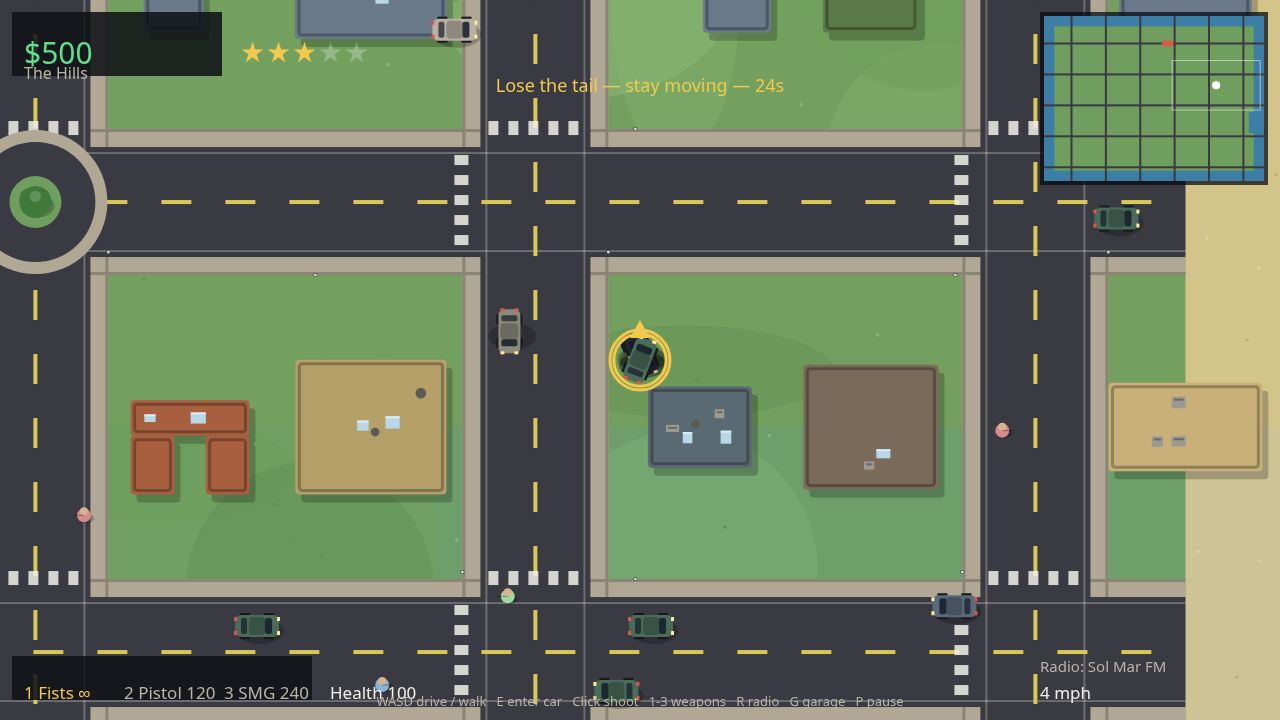 $500
The Hills
Lose the tail — stay moving — 24s
Radio: Sol Mar FM
4 mph
1 Fists ∞ 2 Pistol 120 3 SMG 240 Health 100
WASD drive / walk E enter car Click shoot 1-3 weapons R radio G garage P pause